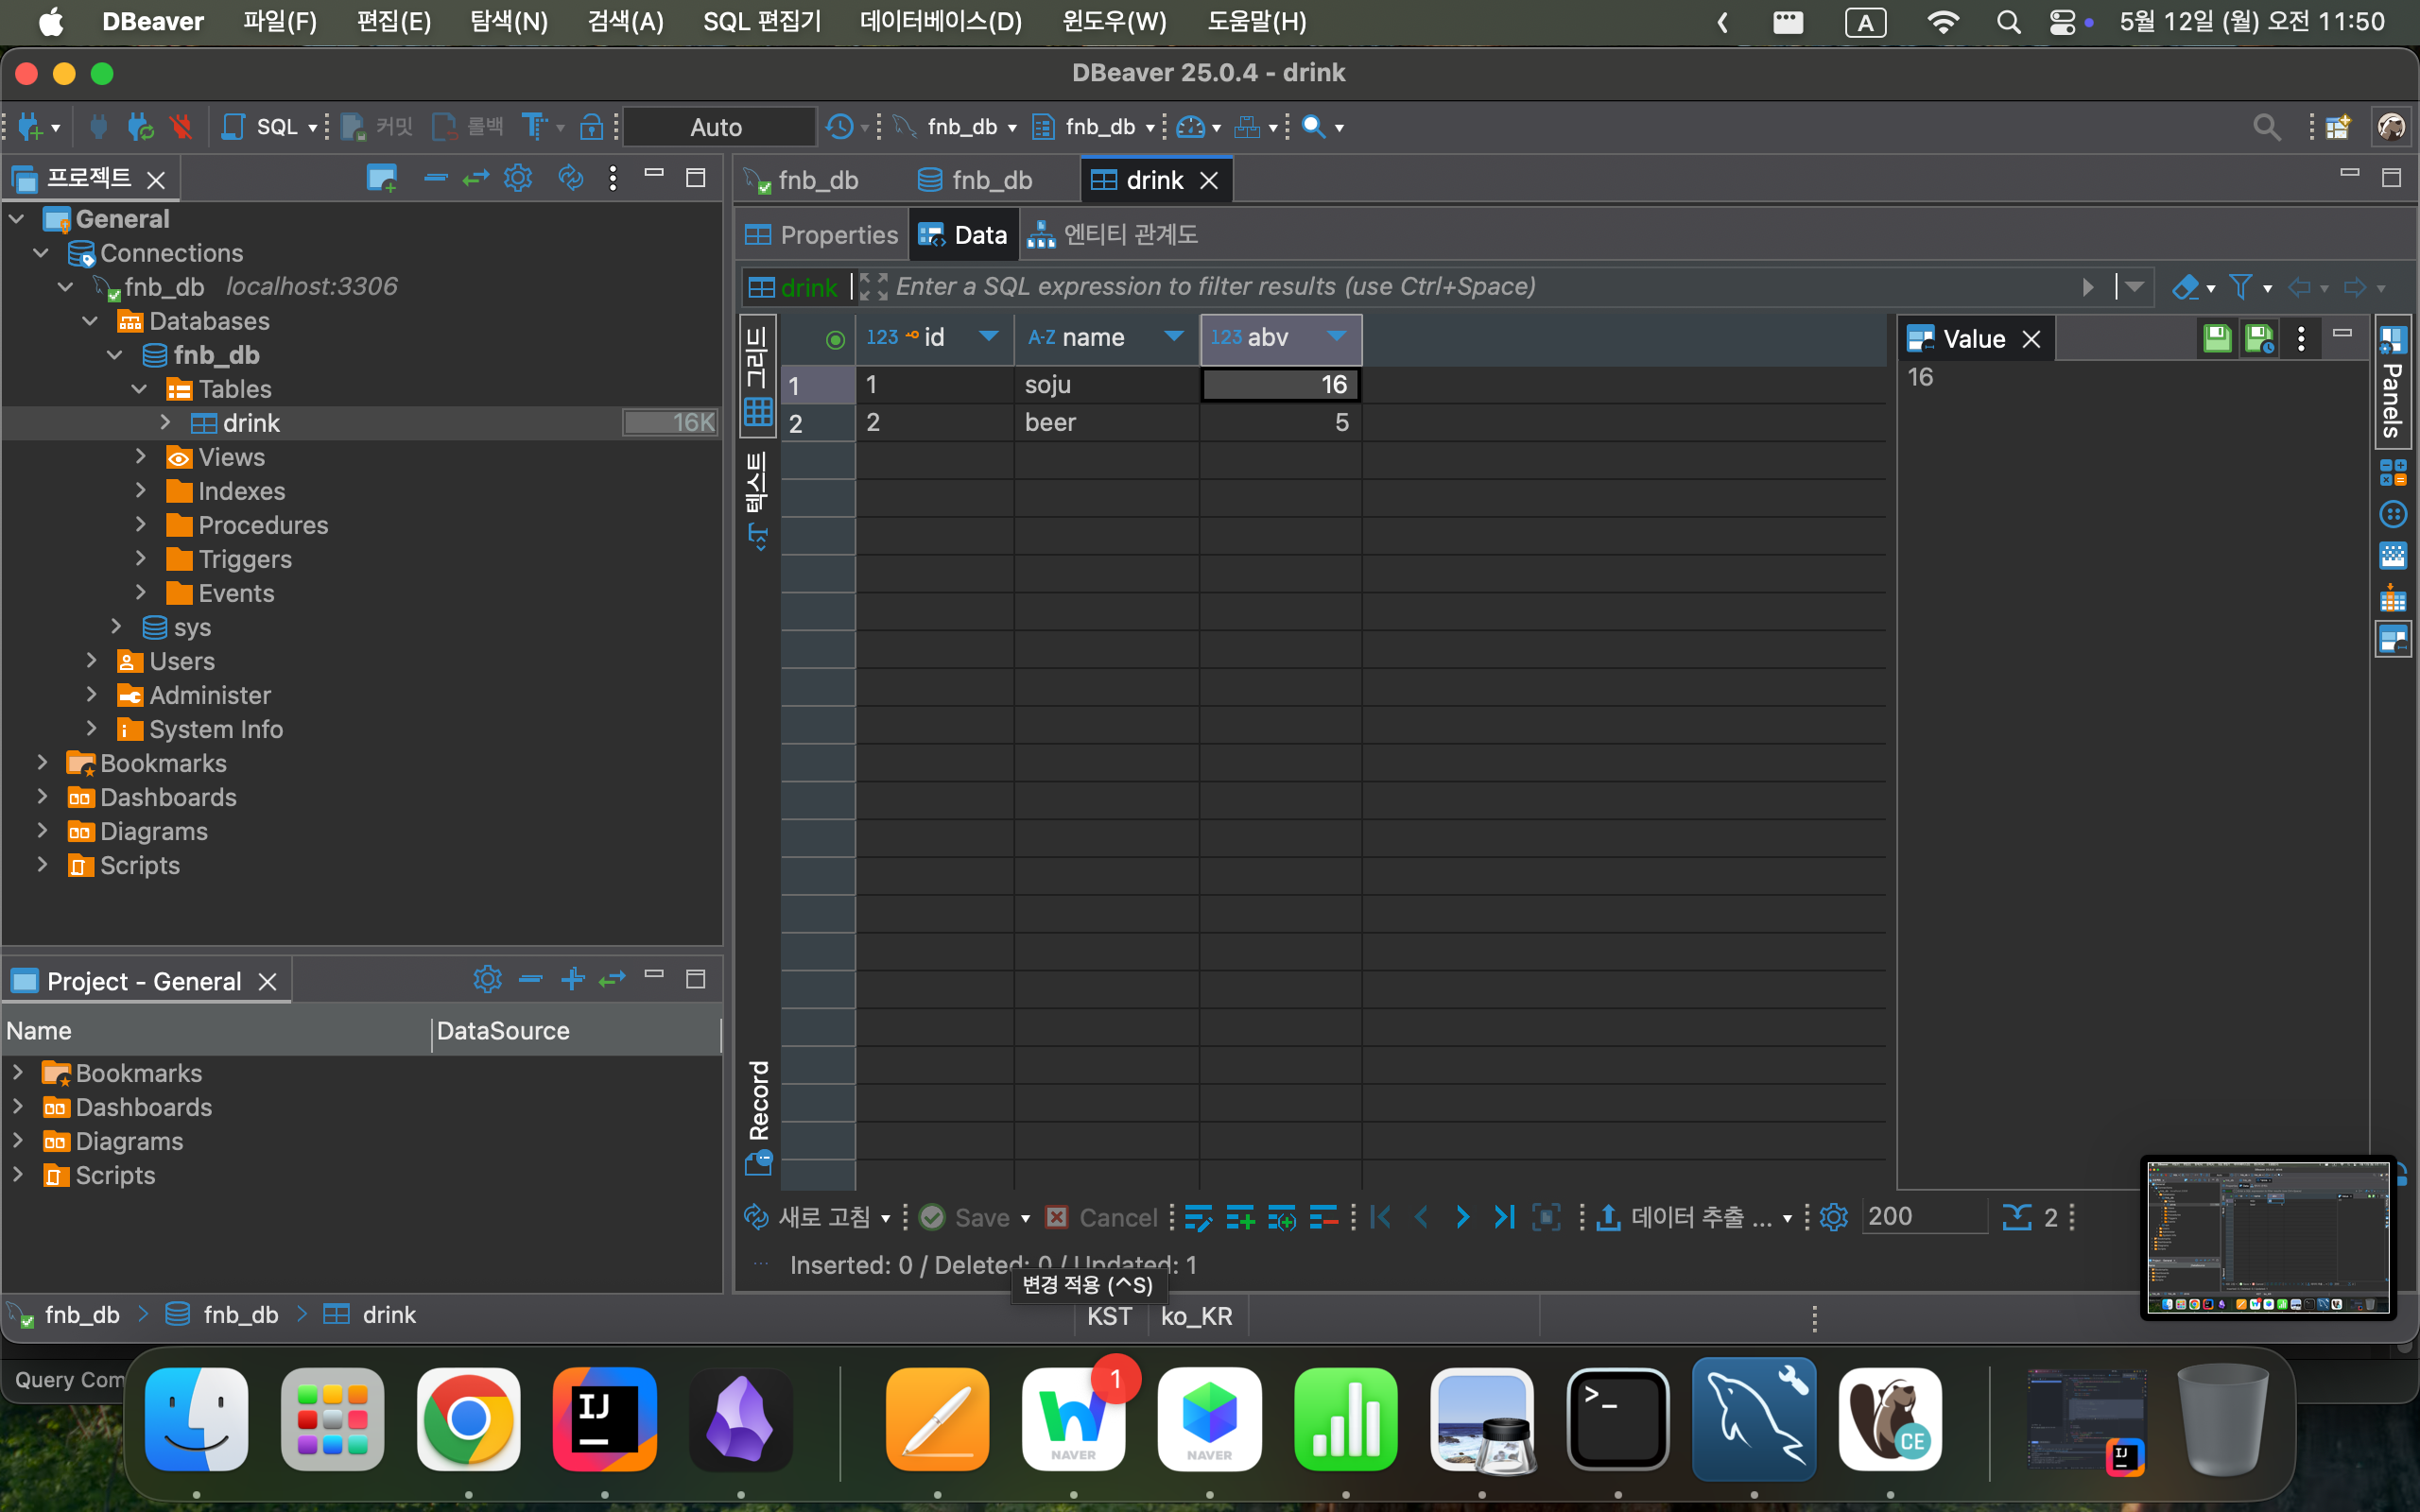 DBeaver 파일(F) 편집(E) 탐색(N) 검색(A) SQL 편집기 데이터베이스(D) 윈도우(W) 도움말(H) A 5월 12일 (월) 오전 11:50
DBeaver 25.0.4 - drink
SQL 커밋 롤백 Auto fnb_db fnb_db
프로젝트
General
Connections
fnb_db localhost:3306
Databases
fnb_db
Tables
drink 16K
Views
Indexes
Procedures
Triggers
Events
sys
Users
Administer
System Info
Bookmarks
Dashboards
Diagrams
Scripts
Project - General
Name DataSource
Bookmarks
Dashboards
Diagrams
Scripts
fnb_db fnb_db drink
Properties Data 엔티티 관계도
drink Enter a SQL expression to filter results (use Ctrl+Space)
그리드
텍스트
Record
123 id A-Z name 123 abv
1 1 soju 16
2 2 beer 5
Value
16
Panels
새로 고침 Save Cancel 데이터 추출 ... 200 2
Inserted: 0 / Deleted: 0 / Updated: 1
변경 적용 (^S)
fnb_db fnb_db drink KST ko_KR
Query Com
IJ
1
NAVER
NAVER
>_
CE
IJ